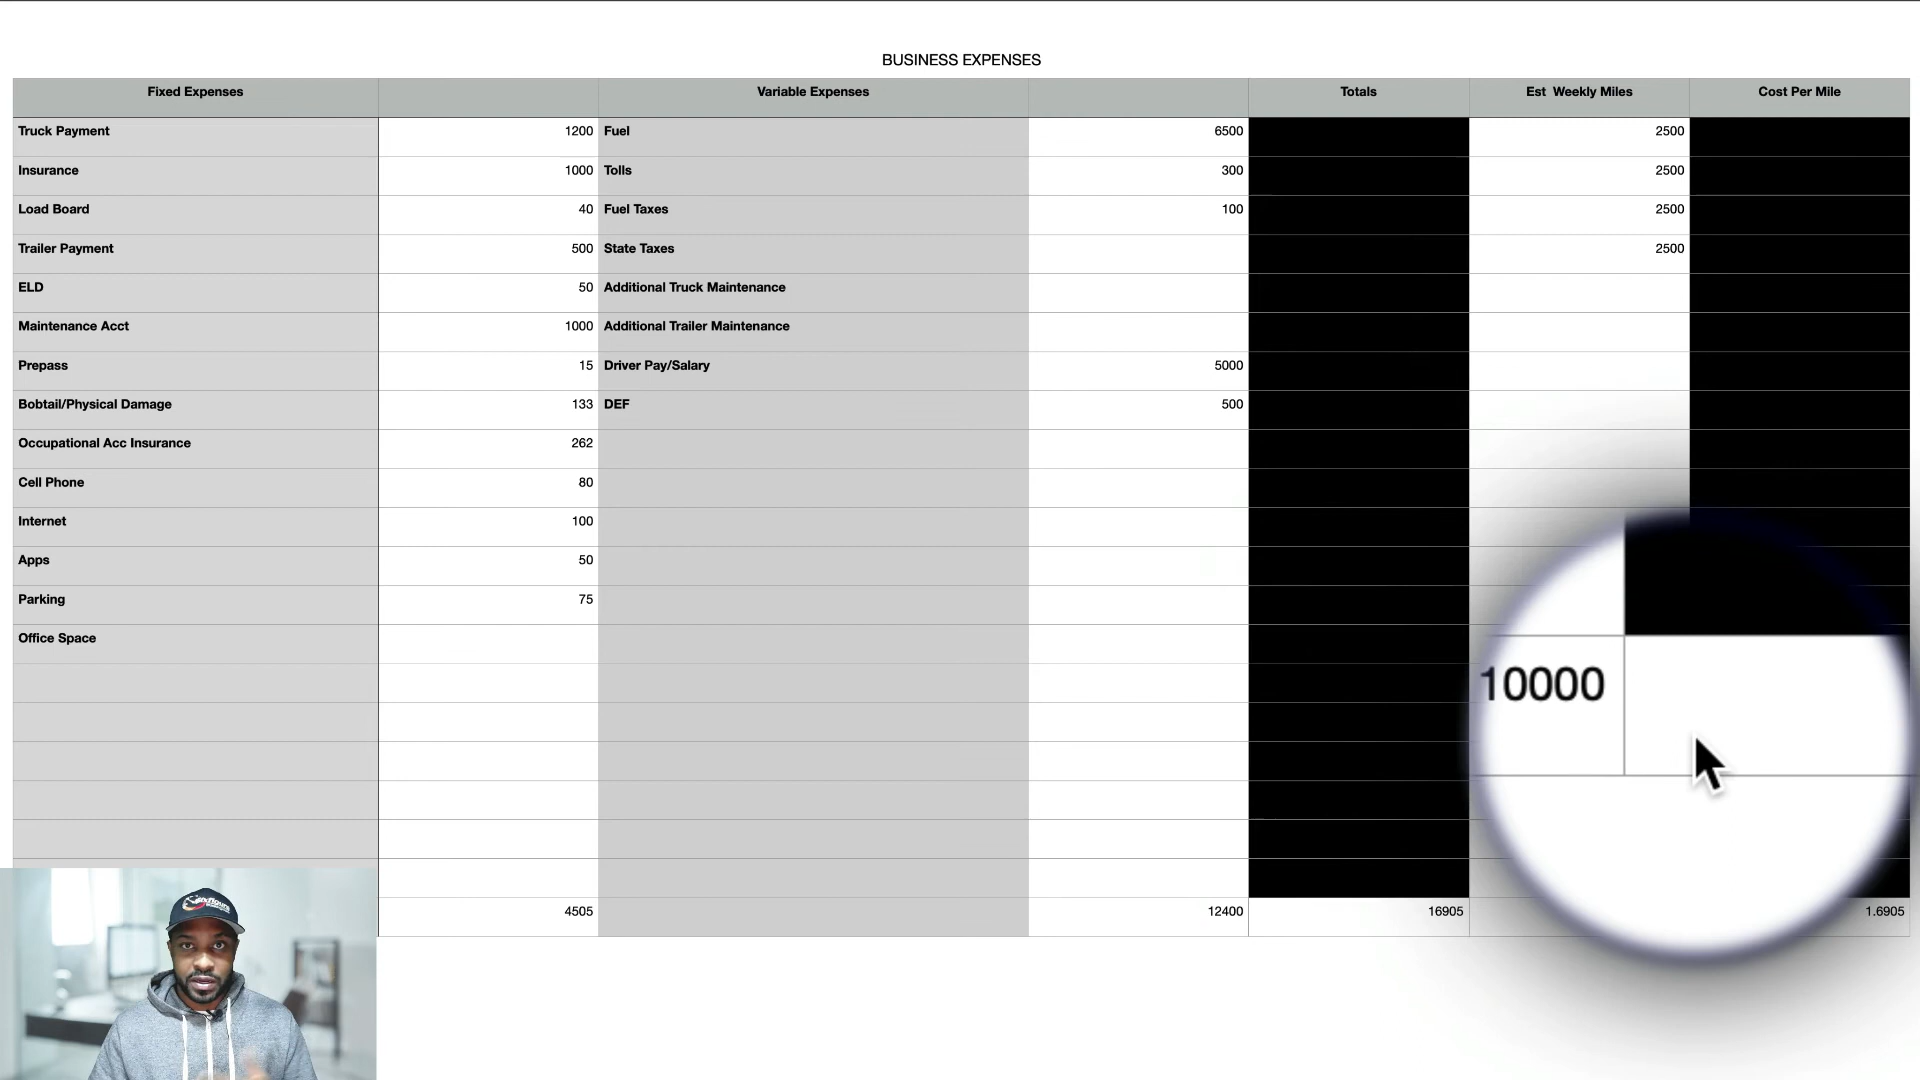 BUSINESS EXPENSES
Fixed Expenses Variable Expenses Totals Est Weekly Miles Cost Per Mile
Truck Payment 1200 Fuel 6500 2500
Insurance 1000 Tolls 300 2500
Load Board 40 Fuel Taxes 100 2500
Trailer Payment 500 State Taxes 2500
ELD 50 Additional Truck Maintenance
Maintenance Acct 1000 Additional Trailer Maintenance
Prepass 15 Driver Pay/Salary 5000
Bobtail/Physical Damage 133 DEF 500
Occupational Acc Insurance 262
Cell Phone 80
Internet 100
Apps 50
Parking 75
Office Space
10000
4505 12400 16905 1.6905